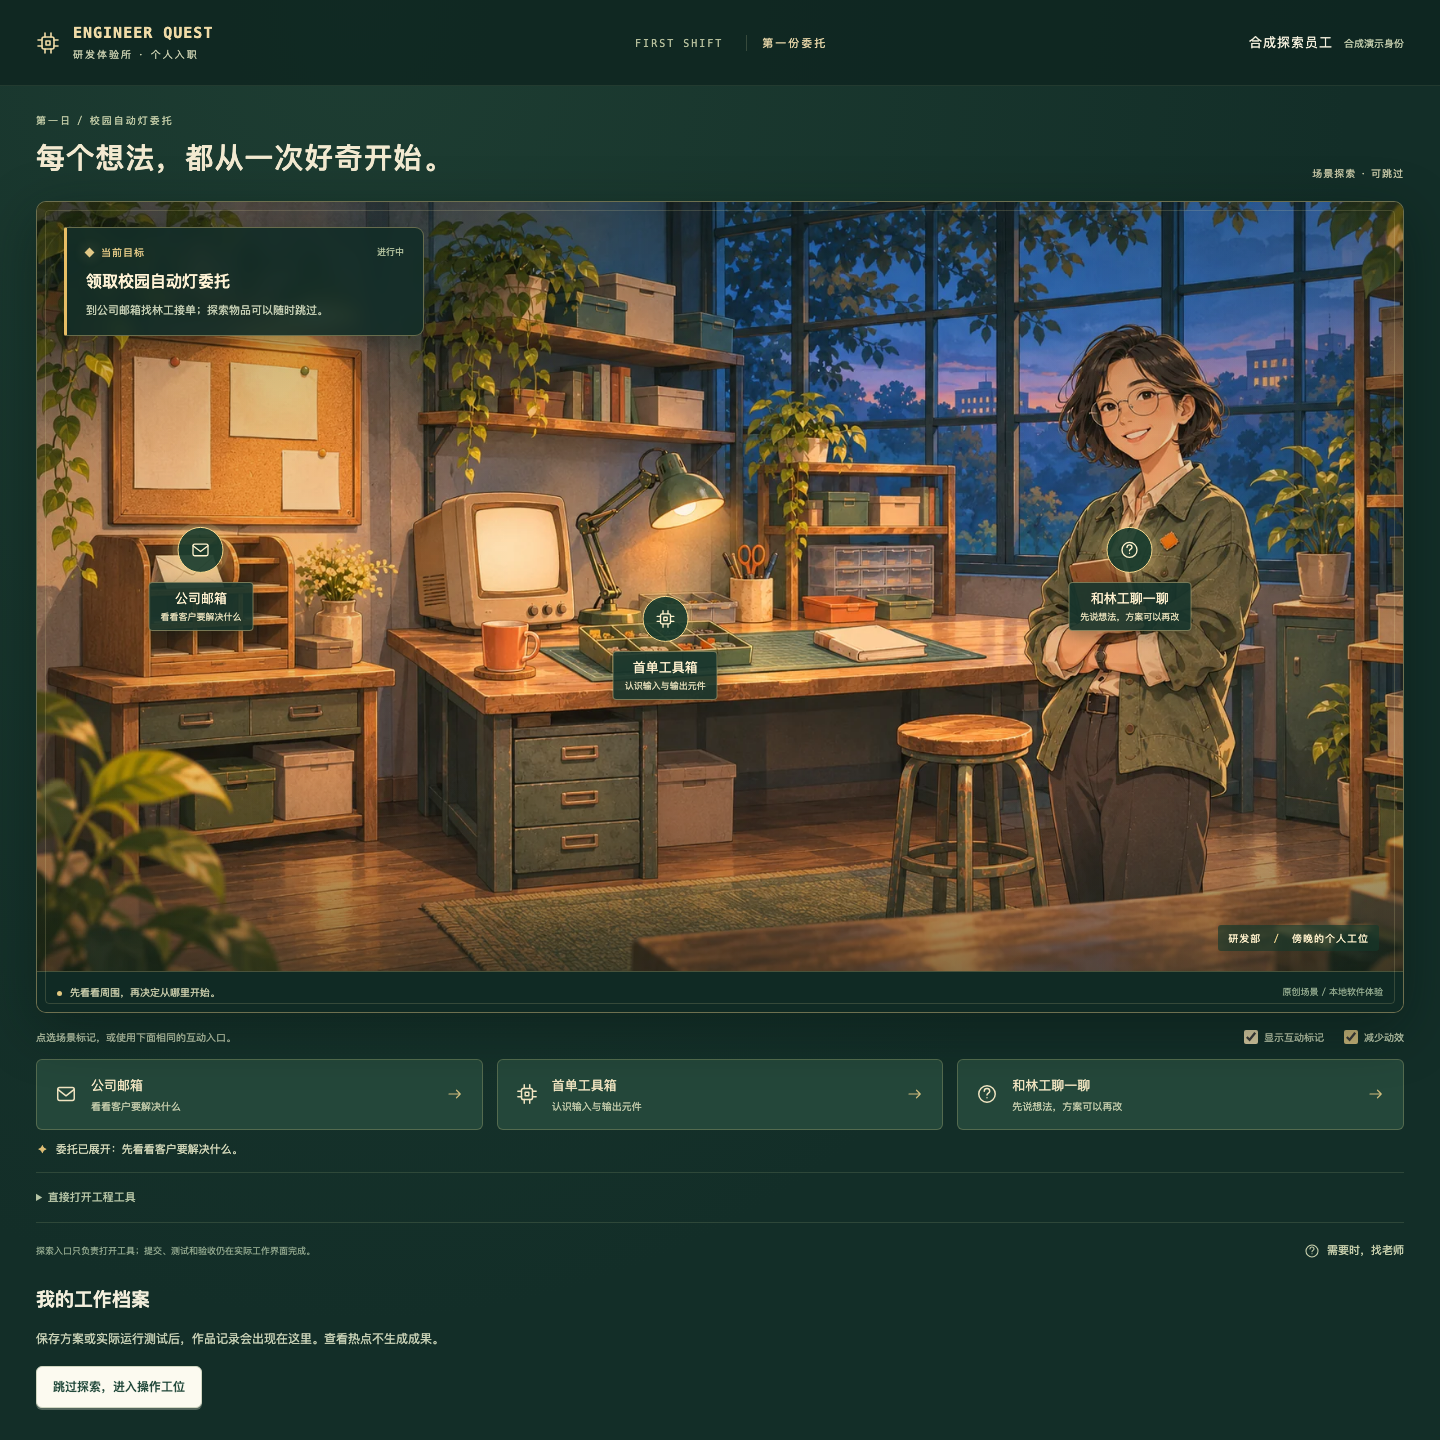 ENGINEER QUEST
研发体验所 · 个人入职
FIRST SHIFT
第一份委托
合成探索员工
合成演示身份
第一日 / 校园自动灯委托
每个想法，都从一次好奇开始。
场景探索 · 可跳过
当前目标
进行中
领取校园自动灯委托
到公司邮箱找林工接单；探索物品可以随时跳过。
公司邮箱
看看客户要解决什么
和林工聊一聊
先说想法，方案可以再改
首单工具箱
认识输入与输出元件
研发部 / 傍晚的个人工位
先看看周围，再决定从哪里开始。
原创场景 / 本地软件体验
点选场景标记，或使用下面相同的互动入口。
显示互动标记
减少动效
公司邮箱
看看客户要解决什么
首单工具箱
认识输入与输出元件
和林工聊一聊
先说想法，方案可以再改
委托已展开：先看看客户要解决什么。
直接打开工程工具
探索入口只负责打开工具；提交、测试和验收仍在实际工作界面完成。
需要时，找老师
我的工作档案
保存方案或实际运行测试后，作品记录会出现在这里。查看热点不生成成果。
跳过探索，进入操作工位